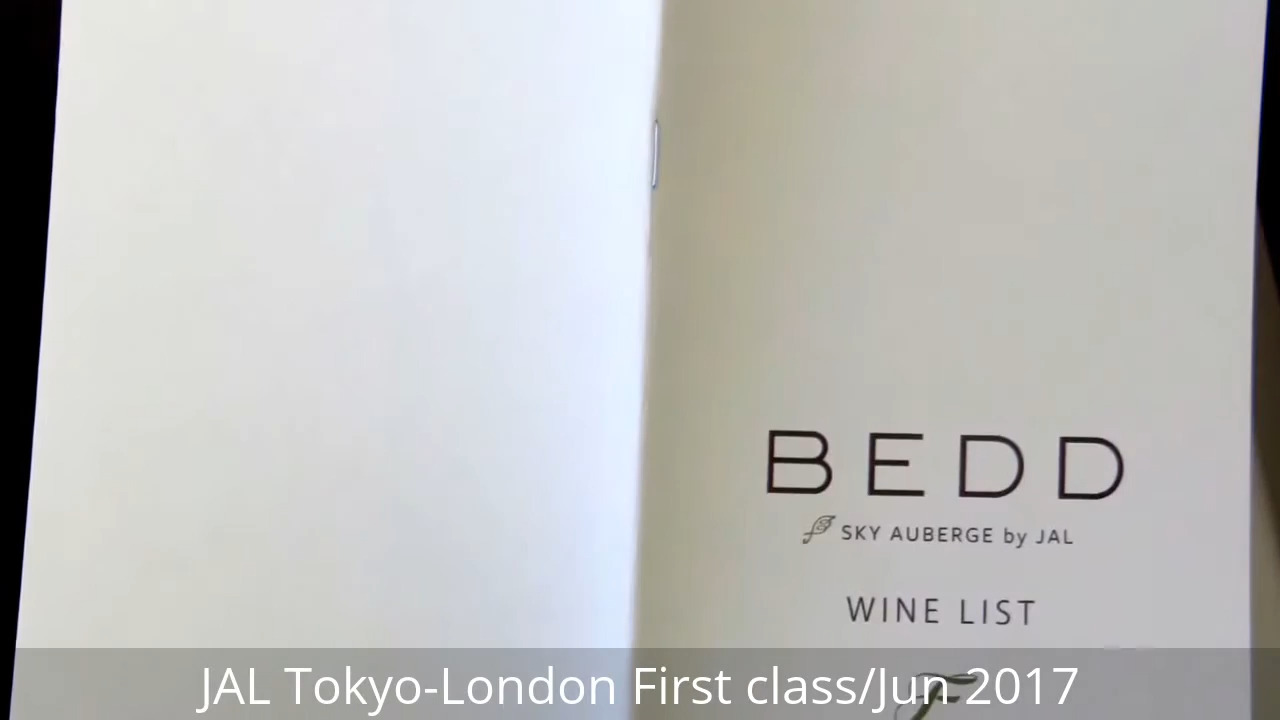 BEDD
SKY AUBERGE by JAL
WINE LIST
F
JAL Tokyo-London First class/Jun 2017